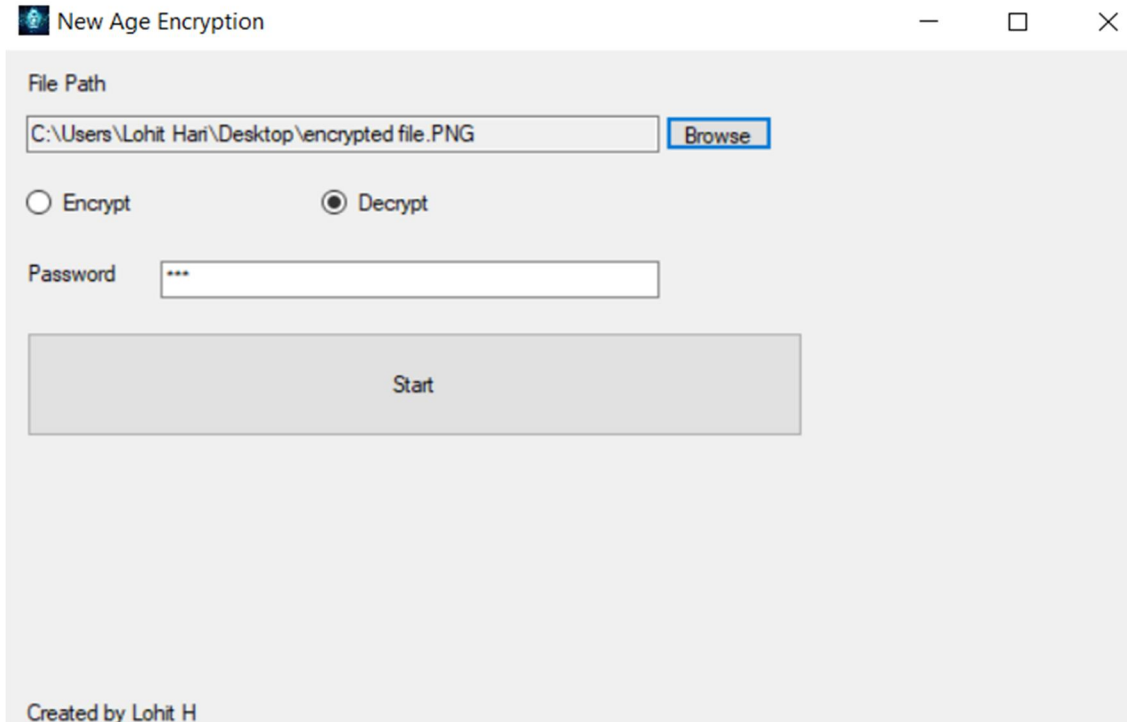 New Age Encryption
File Path
C:\Users\Lohit Hari\Desktop\encrypted file.PNG Browse
Encrypt Decrypt
Password ***
Start
Created by Lohit H